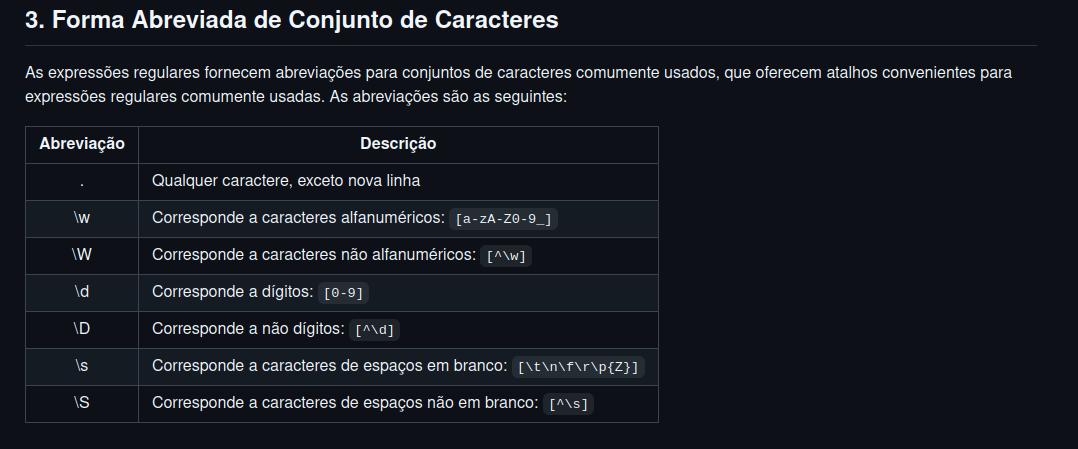 3. Forma Abreviada de Conjunto de Caracteres
As expressões regulares fornecem abreviações para conjuntos de caracteres comumente usados, que oferecem atalhos convenientes para
expressões regulares comumente usadas. As abreviações são as seguintes:
Abreviação Descrição
. Qualquer caractere, exceto nova linha
\w Corresponde a caracteres alfanuméricos: [a-zA-Z0-9_]
\W Corresponde a caracteres não alfanuméricos: [^\w]
\d Corresponde a dígitos: [0-9]
\D Corresponde a não dígitos: [^\d]
\s Corresponde a caracteres de espaços em branco: [\t\n\f\r\p{Z}]
\S Corresponde a caracteres de espaços não em branco: [^\s]